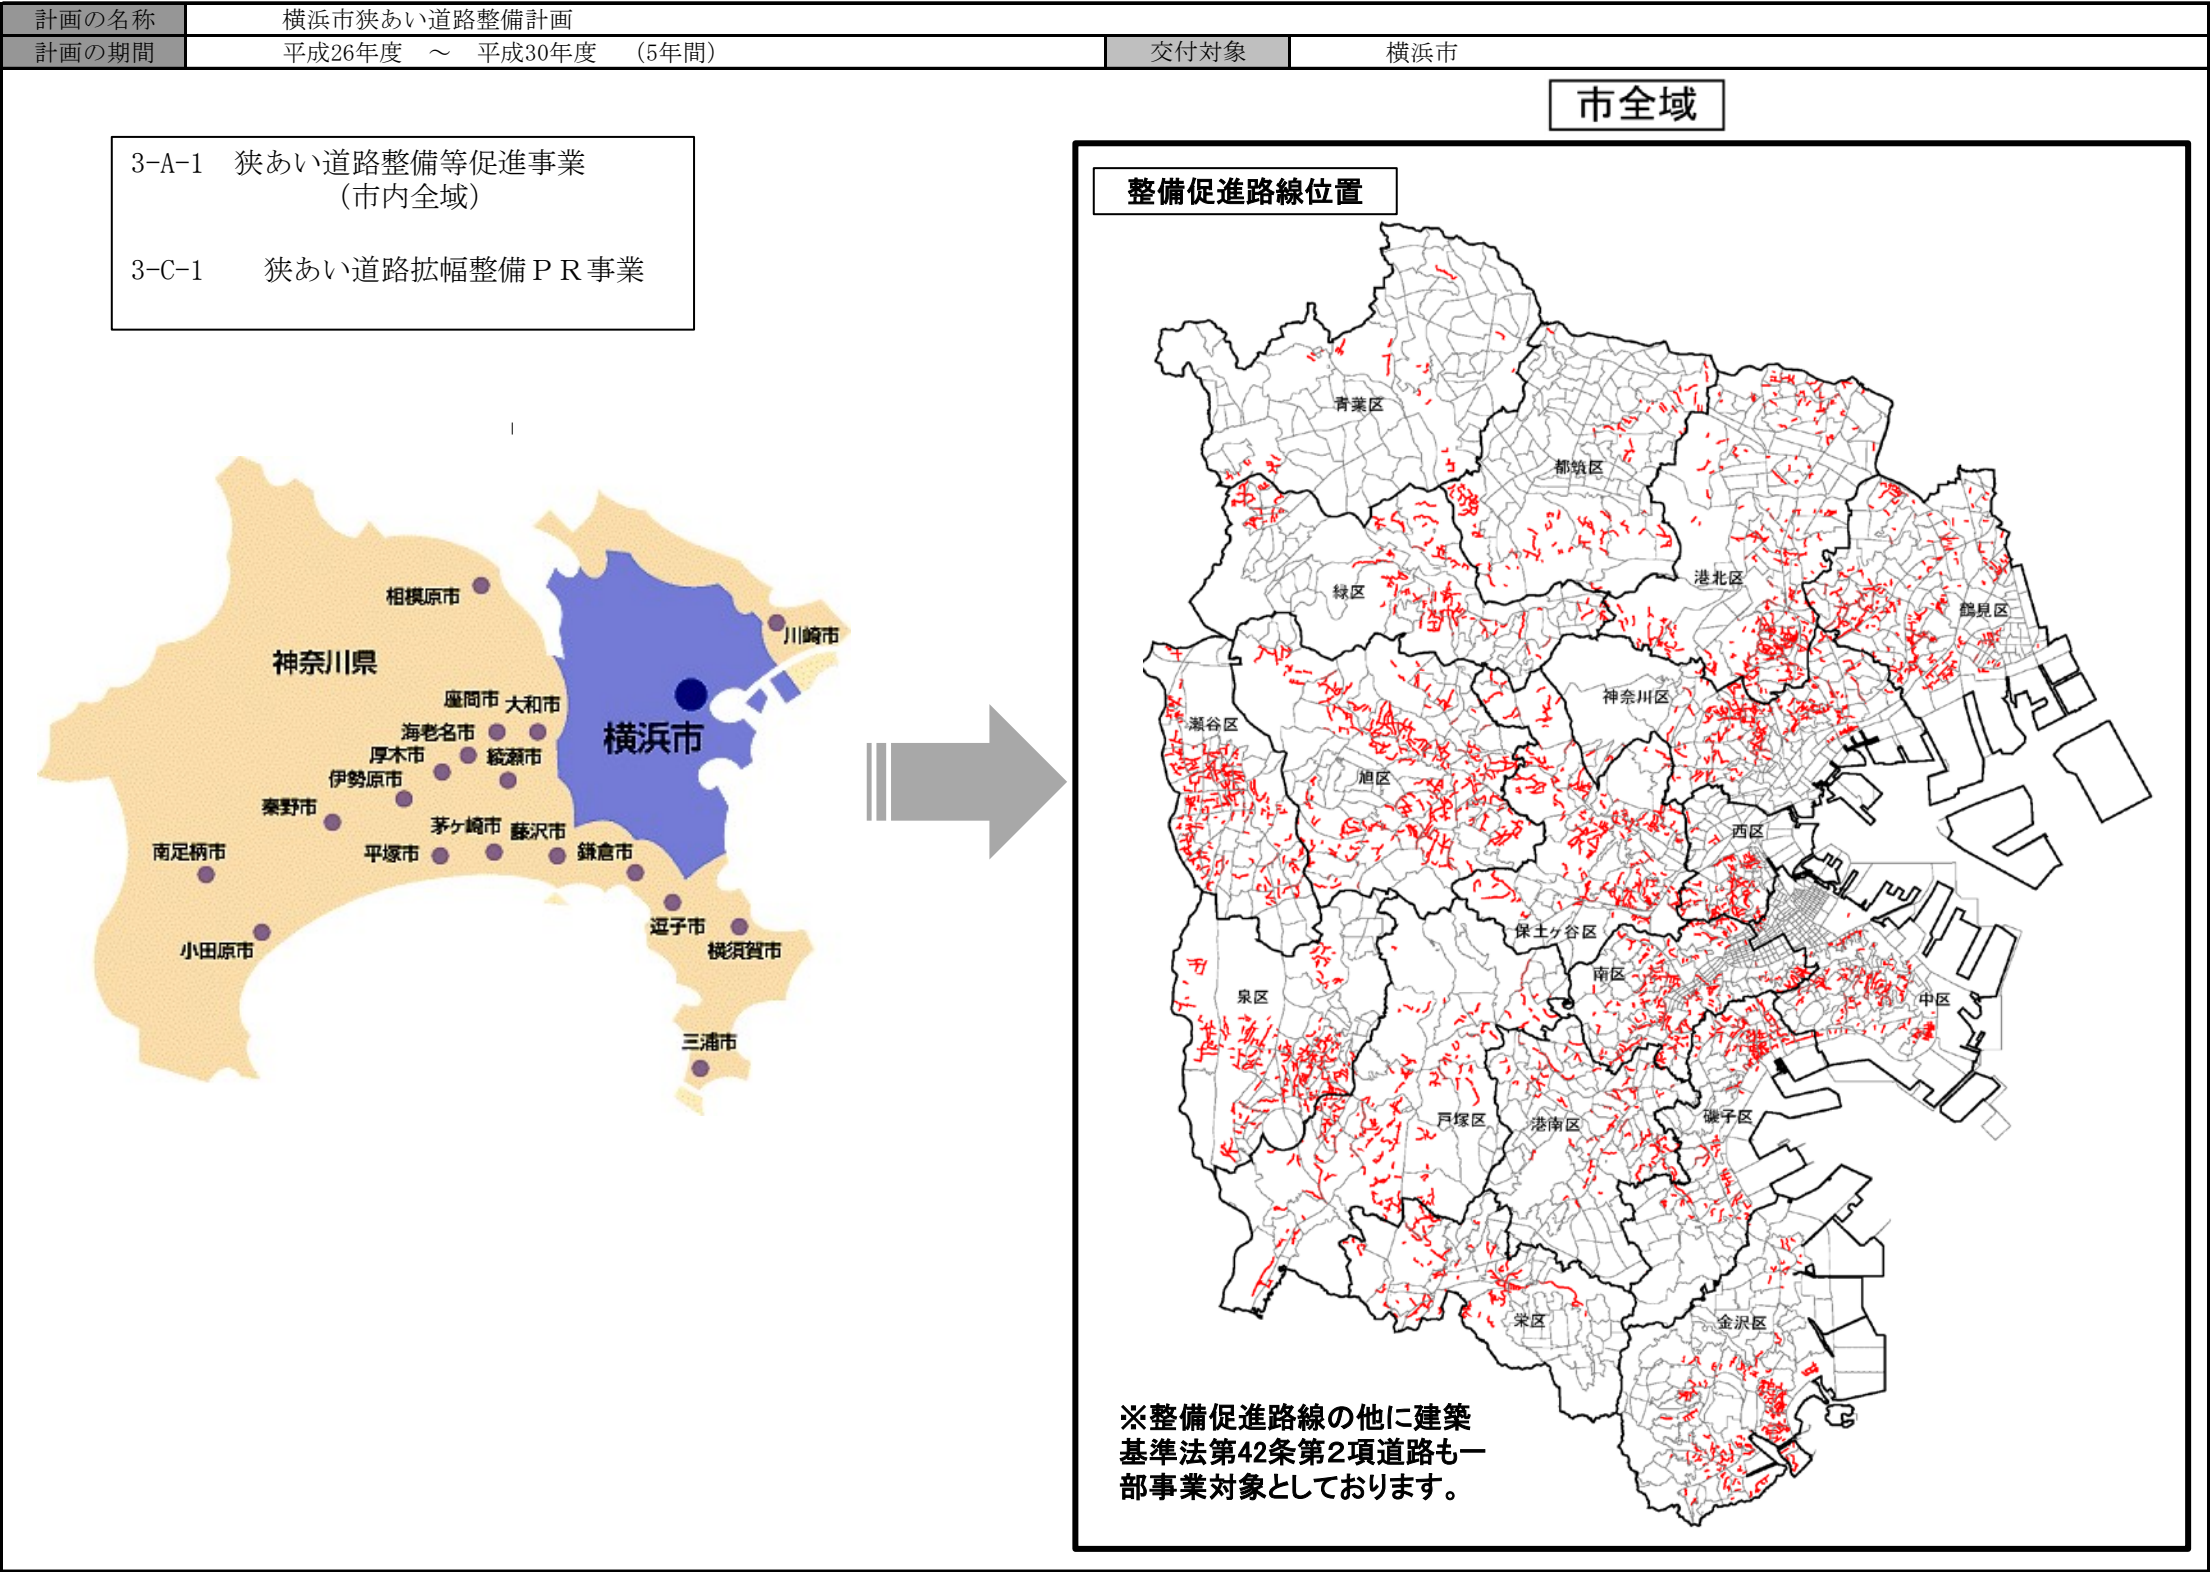 計画の名称 横浜市狭あい道路整備計画
計画の期間 平成26年度 ～ 平成30年度 （5年間） 交付対象 横浜市
市全域
3-A-1 狭あい道路整備等促進事業
（市内全域）
3-C-1 狭あい道路拡幅整備ＰＲ事業
整備促進路線位置
相模原市
川崎市
神奈川県
座間市 大和市
海老名市
横浜市
厚木市 綾瀬市
伊勢原市
秦野市
茅ヶ崎市 藤沢市
南足柄市 平塚市 鎌倉市
逗子市
小田原市 横須賀市
三浦市
青葉区
都筑区
港北区
緑区
鶴見区
神奈川区
瀬谷区
旭区
西区
保土ヶ谷区
南区
泉区
中区
戸塚区
港南区
磯子区
栄区
金沢区
※整備促進路線の他に建築
基準法第42条第２項道路も一
部事業対象としております。